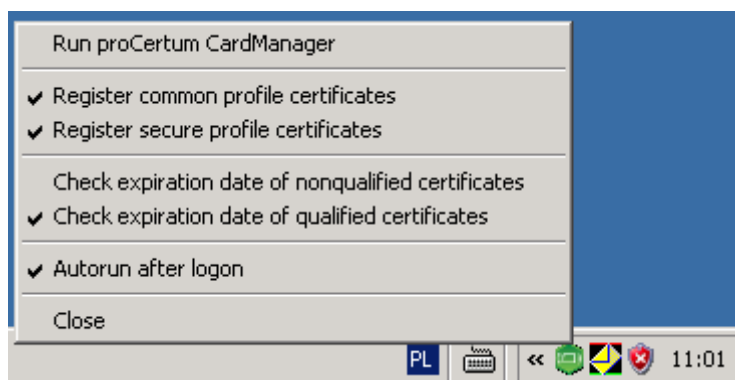 Run proCertum CardManager
Register common profile certificates
Register secure profile certificates
Check expiration date of nonqualified certificates
Check expiration date of qualified certificates
Autorun after logon
Close
PL « 11:01